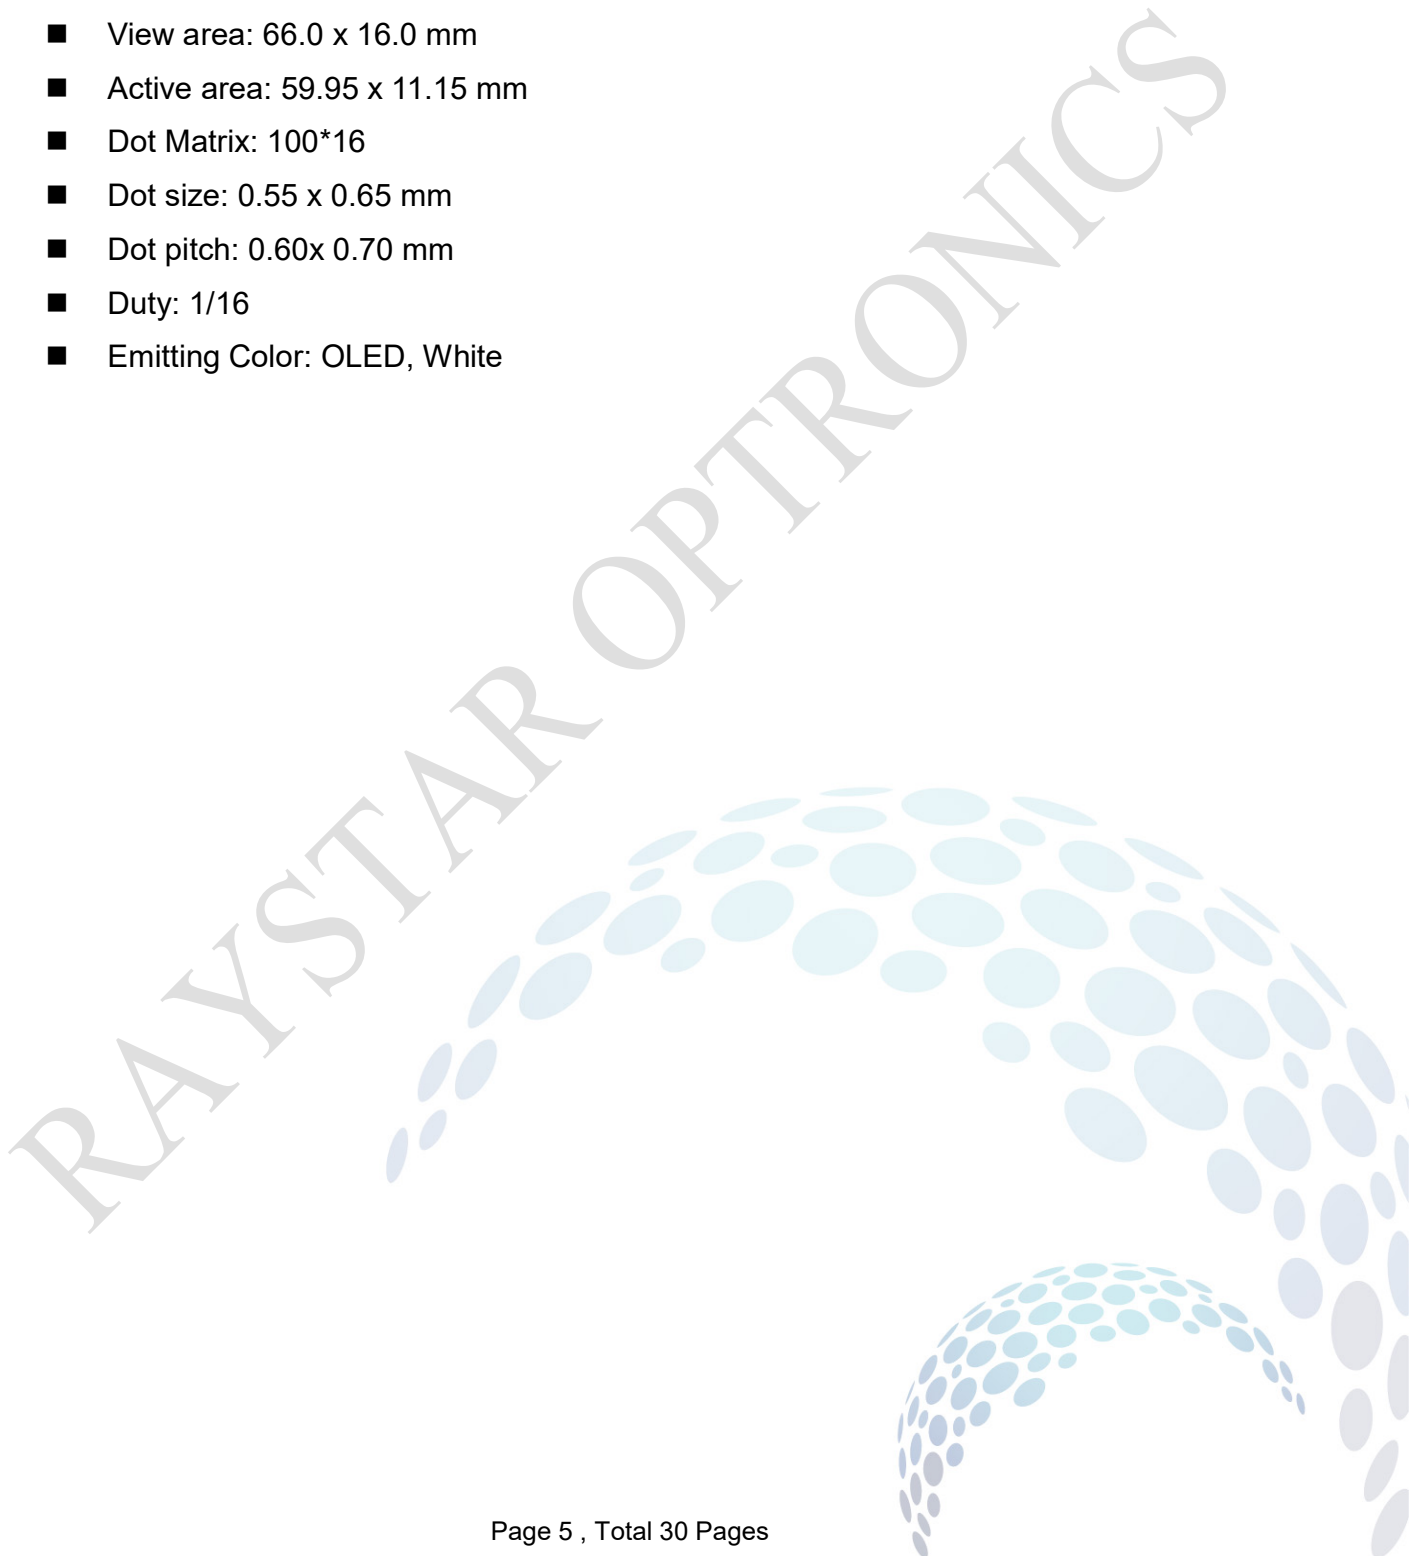 ■ View area: 66.0 x 16.0 mm
■ Active area: 59.95 x 11.15 mm
■ Dot Matrix: 100*16
■ Dot size: 0.55 x 0.65 mm
■ Dot pitch: 0.60x 0.70 mm
■ Duty: 1/16
■ Emitting Color: OLED, White
RAYSTAR OPTRONICS
Page 5 , Total 30 Pages